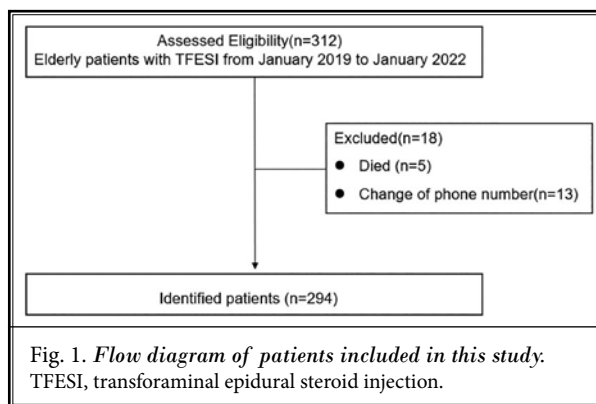 Assessed Eligibility(n=312)
Elderly patients with TFESI from January 2019 to January 2022
Excluded(n=18)
● Died (n=5)
● Change of phone number(n=13)
Identified patients (n=294)
Fig. 1. Flow diagram of patients included in this study.
TFESI, transforaminal epidural steroid injection.